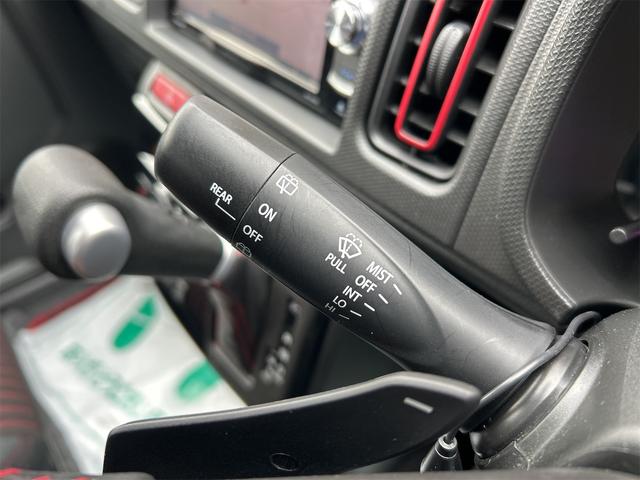 REAR
ON
OFF
PULL
MIST
OFF
INT
LO
HI